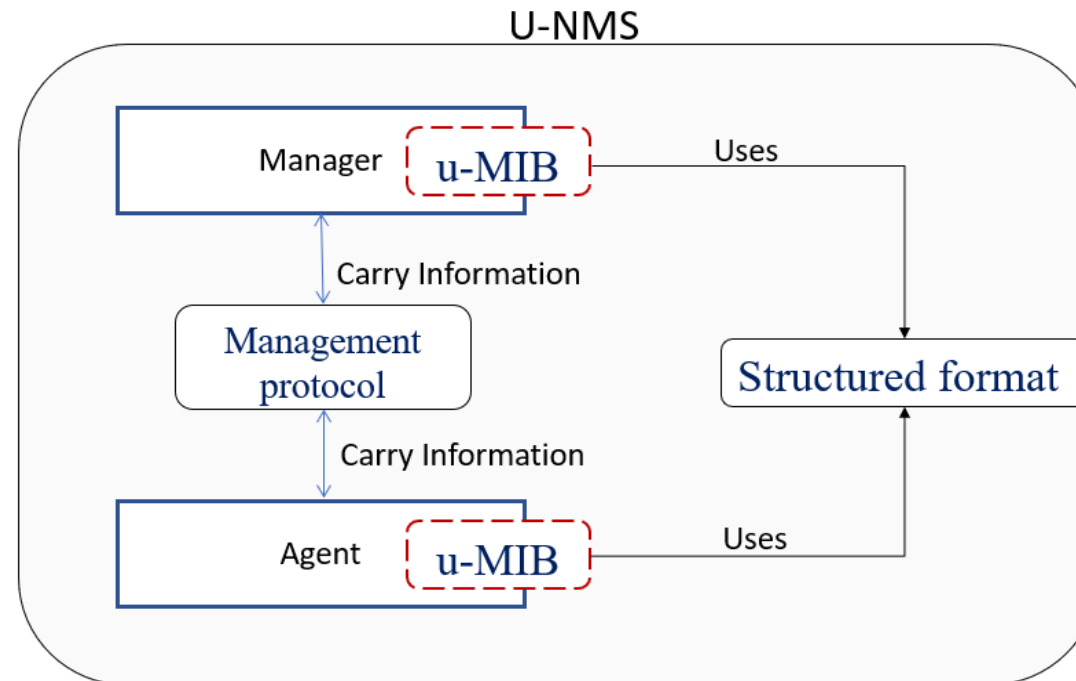 U-NMS
Manager
u-MIB
Uses
Carry Information
Management
protocol
Structured format
Carry Information
Agent
u-MIB
Uses